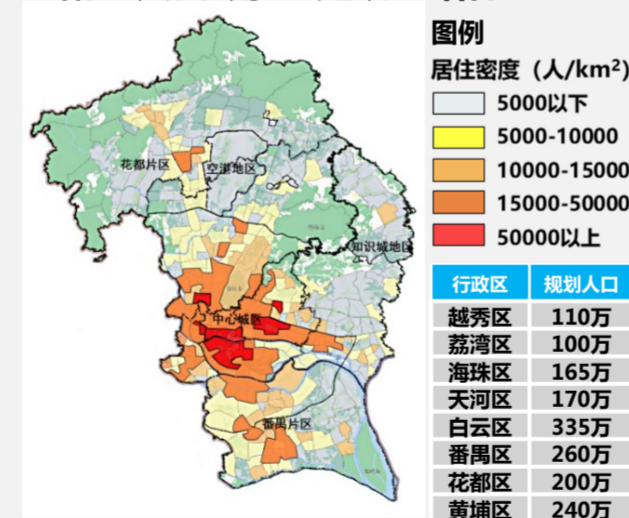 图例
居住密度（人/km²）
5000以下
5000-10000
10000-15000
15000-50000
50000以上
花都片区
空港地区
知识城地区
中心城区
番禺片区
行政区 规划人口
越秀区 110万
荔湾区 100万
海珠区 165万
天河区 170万
白云区 335万
番禺区 260万
花都区 200万
黄埔区 240万